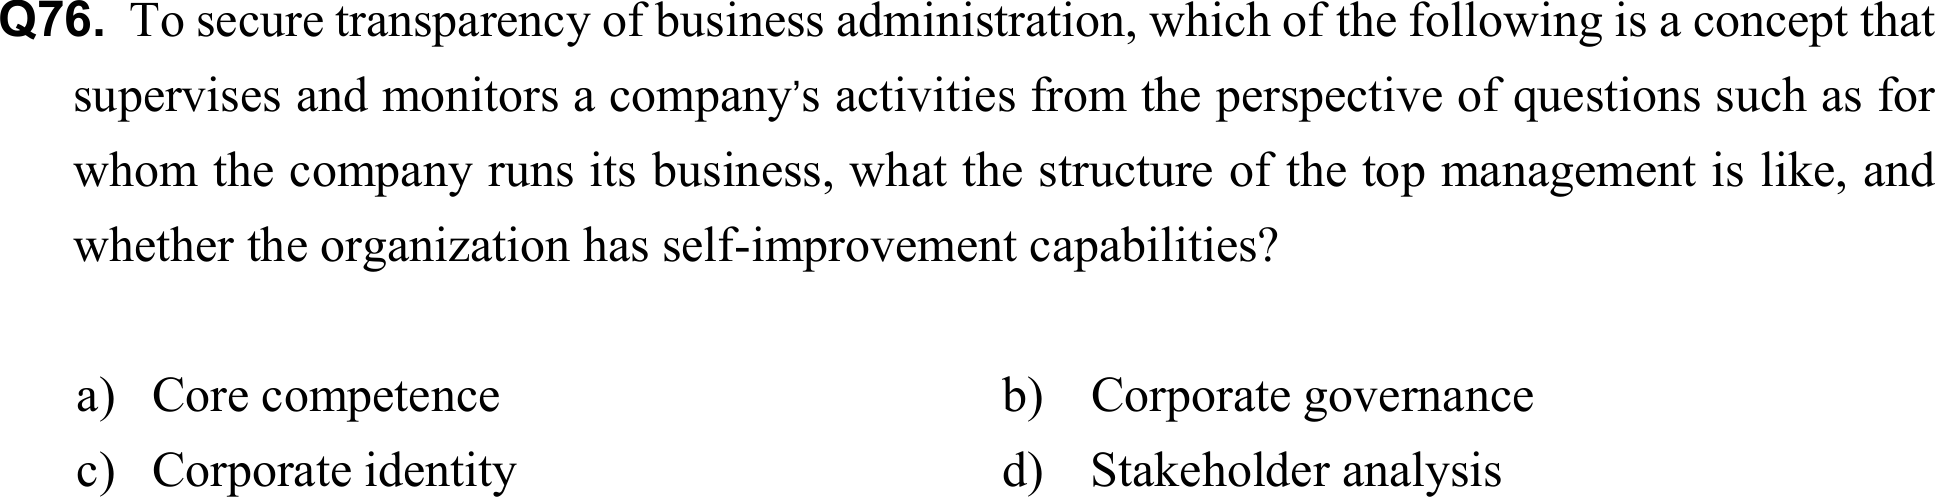 Q76. To secure transparency of business administration, which of the following is a concept that
supervises and monitors a company's activities from the perspective of questions such as for
whom the company runs its business, what the structure of the top management is like, and
whether the organization has self-improvement capabilities?
a) Core competence b) Corporate governance
c) Corporate identity d) Stakeholder analysis